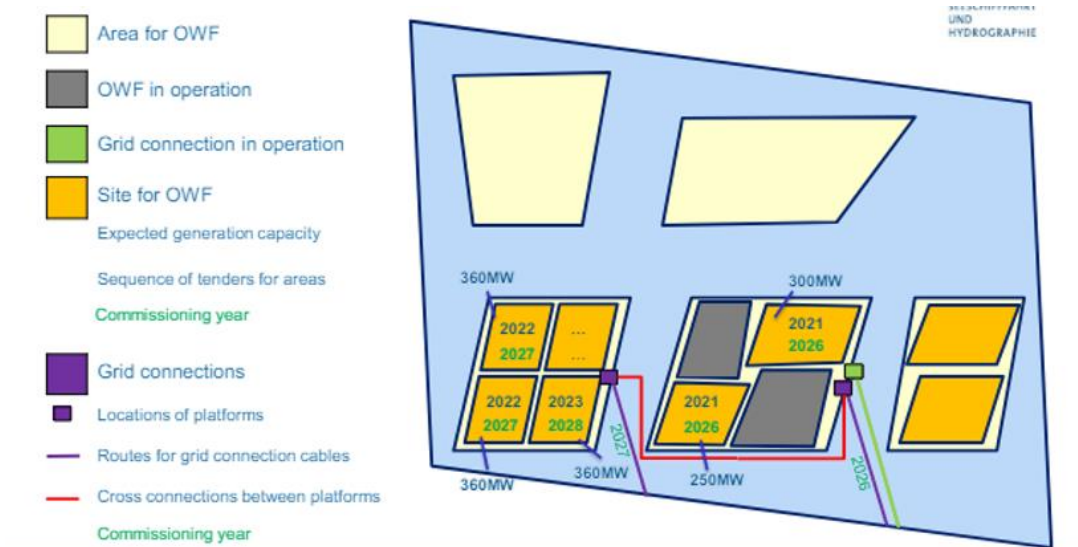 UND
HYDROGRAPHIE
Area for OWF
OWF in operation
Grid connection in operation
Site for OWF
Expected generation capacity
Sequence of tenders for areas
Commissioning year
Grid connections
Locations of platforms
Routes for grid connection cables
Cross connections between platforms
Commissioning year
360MW
300MW
2022
2027
...
...
2021
2026
2022
2027
2023
2028
2021
2026
2027
2026
360MW
360MW
250MW